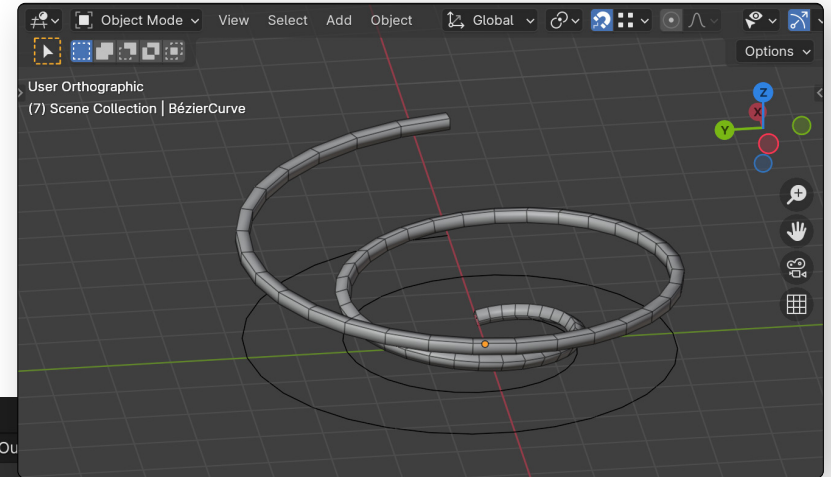 Object Mode View Select Add Object Global
Options
User Orthographic
(7) Scene Collection | BézierCurve
Z
X
Y
Ou